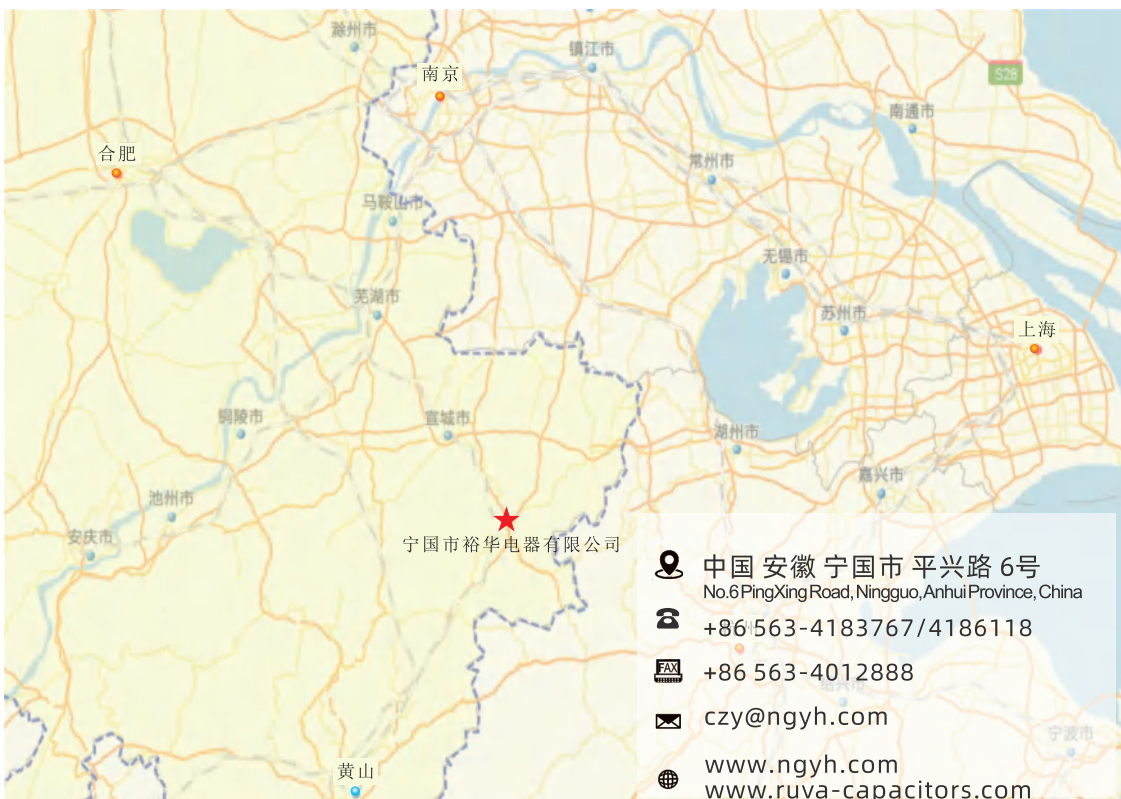 滁州市
镇江市
南京
S28
南通市
合肥
常州市
马鞍山市
无锡市
芜湖市
苏州市
上海
铜陵市
宣城市
湖州市
嘉兴市
池州市
安庆市
宁国市裕华电器有限公司
中国 安徽 宁国市 平兴路 6号
No.6 PingXing Road, Ningguo, Anhui Province, China
+86 563-4183767/4186118
FAX
+86 563-4012888
绍兴市
czy@ngyh.com
宁波市
黄山
www.ngyh.com
www.ruva-capacitors.com